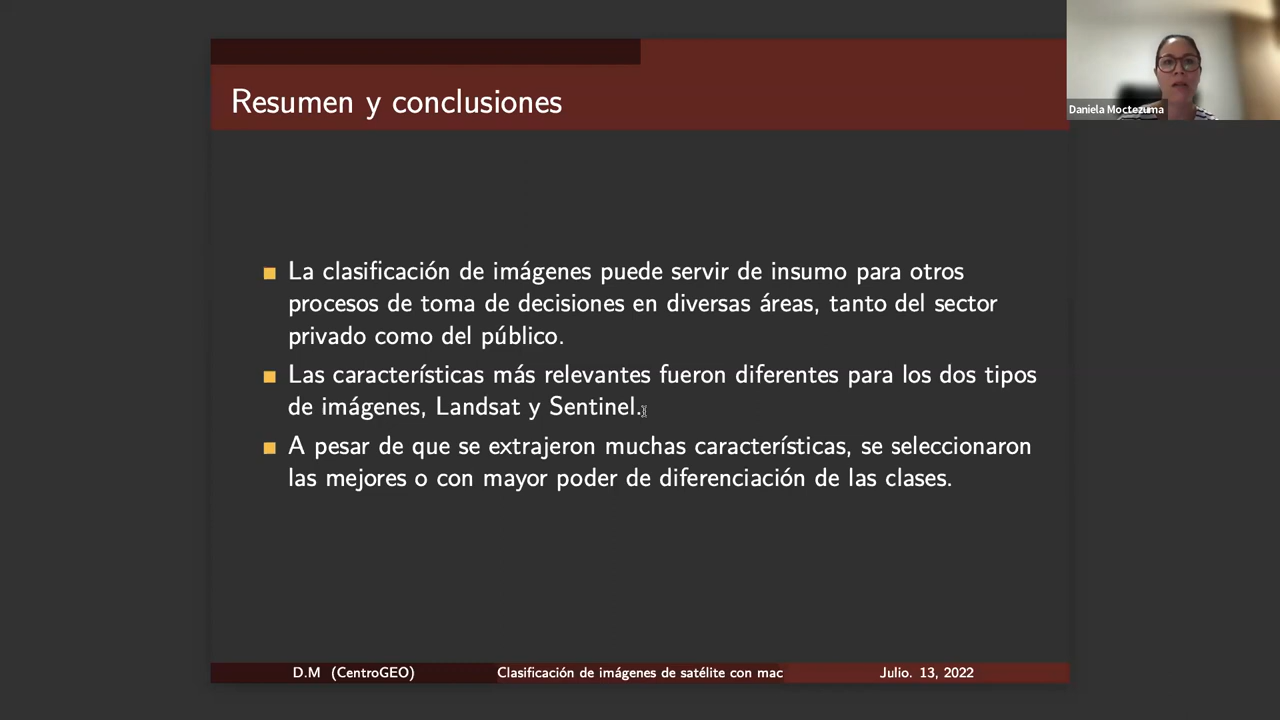 Resumen y conclusiones
Daniela Moctezuma
La clasificación de imágenes puede servir de insumo para otros
procesos de toma de decisiones en diversas áreas, tanto del sector
privado como del público.
Las características más relevantes fueron diferentes para los dos tipos
de imágenes, Landsat y Sentinel.
A pesar de que se extrajeron muchas características, se seleccionaron
las mejores o con mayor poder de diferenciación de las clases.
D.M (CentroGEO)
Clasificación de imágenes de satélite con mac
Julio. 13, 2022